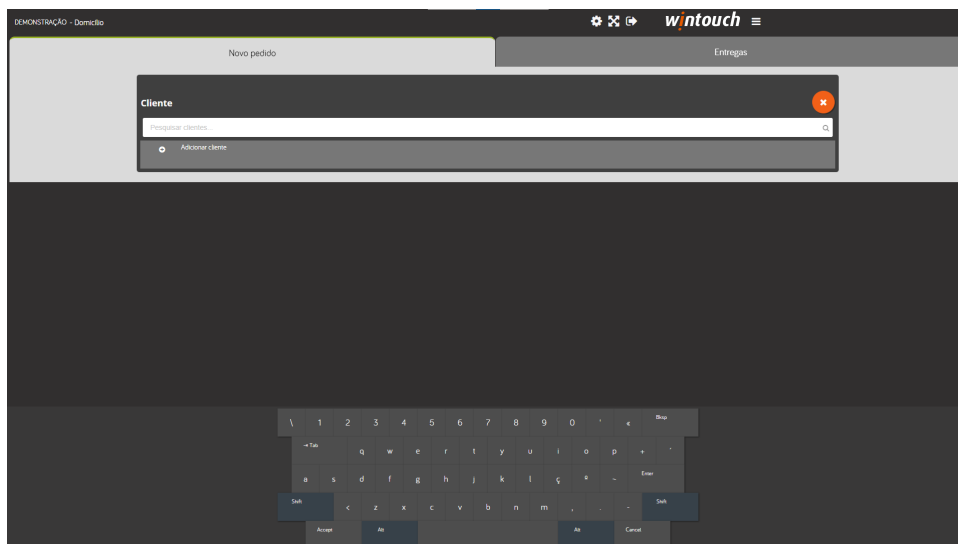 DEMONSTRAÇÃO - Domicílio
wintouch
Novo pedido
Entregas
Cliente
Pesquisar clientes...
Adicionar cliente
\ 1 2 3 4 5 6 7 8 9 0 ' « Bksp
Tab q w e r t y u i o p + ´
a s d f g h j k l ç º ~ Enter
Shift < z x c v b n m , . - Shift
Accept Alt Alt Cancel